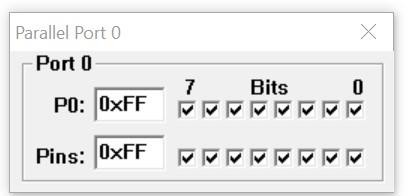 Parallel Port 0
Port 0
7 Bits 0
P0: 0xFF
Pins: 0xFF